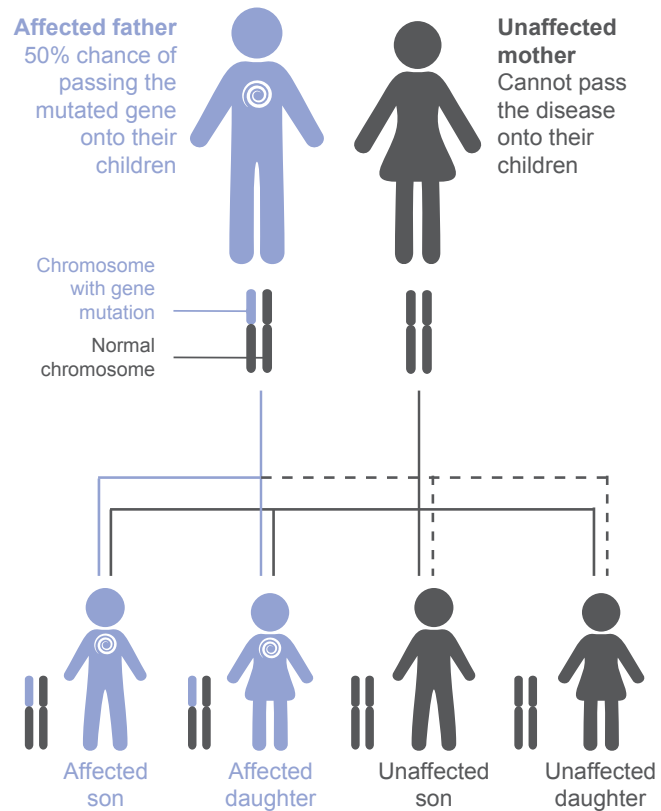 Affected father
50% chance of
passing the
mutated gene
onto their
children
Unaffected
mother
Cannot pass
the disease
onto their
children
Chromosome
with gene
mutation
Normal
chromosome
Affected
son
Affected
daughter
Unaffected
son
Unaffected
daughter